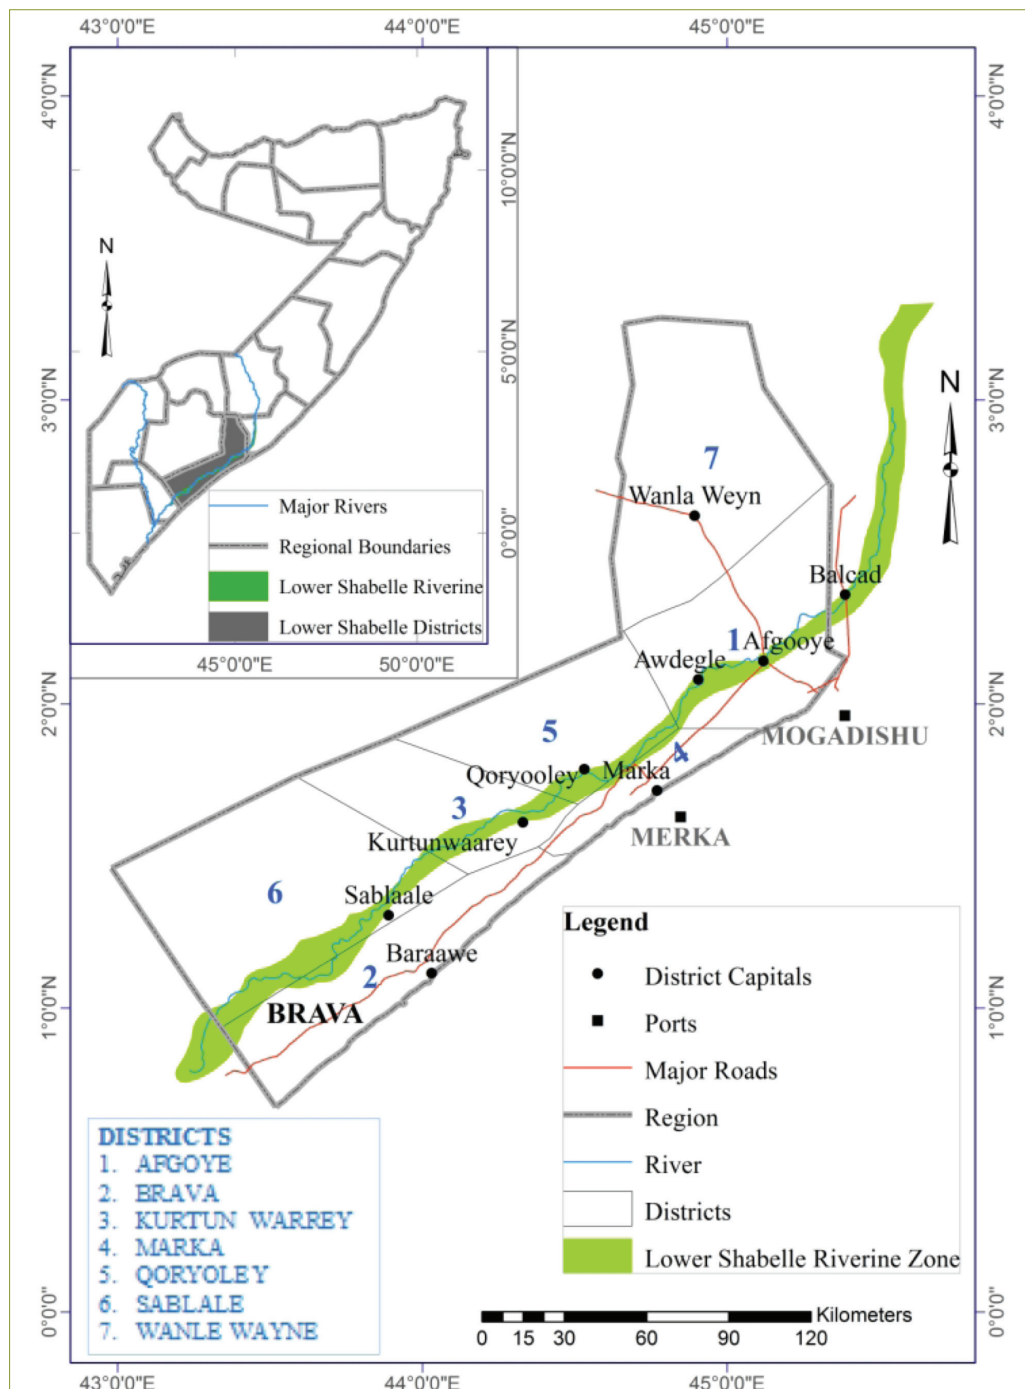 43°0'0"E 44°0'0"E 45°0'0"E
4°0'0"N
4°0'0"N
10°0'0"N
N
3°0'0"N
5°0'0"N
3°0'0"N
N
7
Wanla Weyn
Major Rivers
Regional Boundaries
0°0'0"
Lower Shabelle Riverine
Balcad
Lower Shabelle Districts
1
Afgooye
45°0'0"E 50°0'0"E
Awdegle
2°0'0"N
2°0'0"N
5
MOGADISHU
4
Qoryooley
Marka
3
MERKA
Kurtunwaarey
6
Sablaale
Baraawe
2
BRAVA
1°0'0"N
1°0'0"N
Legend
District Capitals
Ports
Major Roads
Region
River
Districts
Lower Shabelle Riverine Zone
DISTRICTS
1. AFGOYE
2. BRAVA
3. KURTUN WARREY
4. MARKA
5. QORYOLEY
6. SABLALE
7. WANLE WAYNE
0°0'0"
0°0'0"
Kilometers
0 15 30 60 90 120
43°0'0"E 44°0'0"E 45°0'0"E